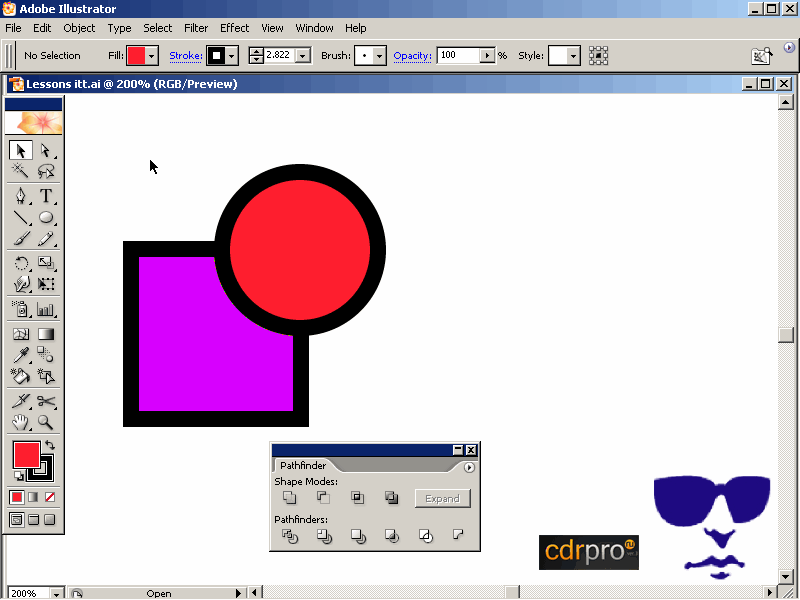 Adobe Illustrator
File Edit Object Type Select Filter Effect View Window Help
No Selection Fill: Stroke: 2.822 Brush: Opacity: 100 % Style:
Lessons itt.ai @ 200% (RGB/Preview)
T
Pathfinder
Shape Modes:
Expand
Pathfinders:
cdrpro ru
200% Open